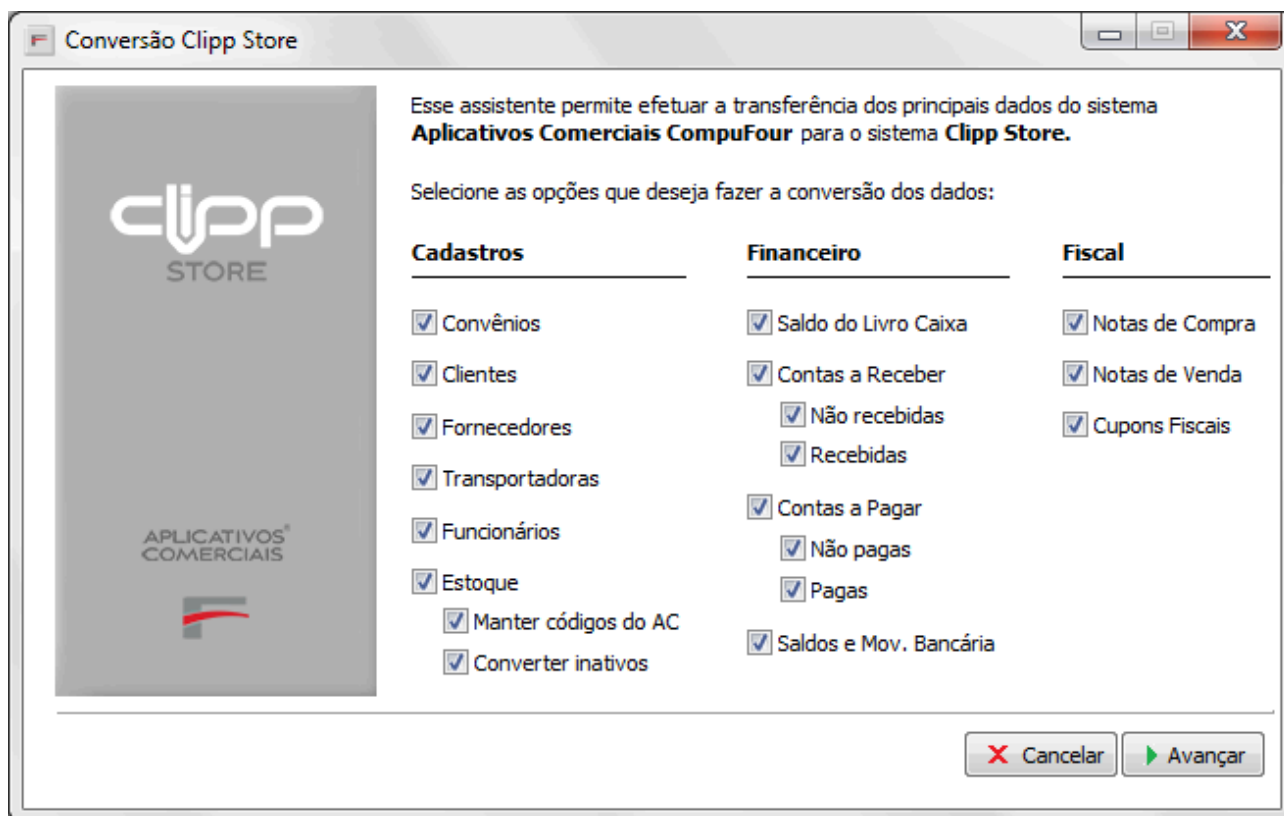 Conversão Clipp Store
clipp
STORE
APLICATIVOS®
COMERCIAIS
Esse assistente permite efetuar a transferência dos principais dados do sistema
Aplicativos Comerciais CompuFour para o sistema Clipp Store.
Selecione as opções que deseja fazer a conversão dos dados:
Cadastros
Convênios
Clientes
Fornecedores
Transportadoras
Funcionários
Estoque
Manter códigos do AC
Converter inativos
Financeiro
Saldo do Livro Caixa
Contas a Receber
Não recebidas
Recebidas
Contas a Pagar
Não pagas
Pagas
Saldos e Mov. Bancária
Fiscal
Notas de Compra
Notas de Venda
Cupons Fiscais
Cancelar
Avançar